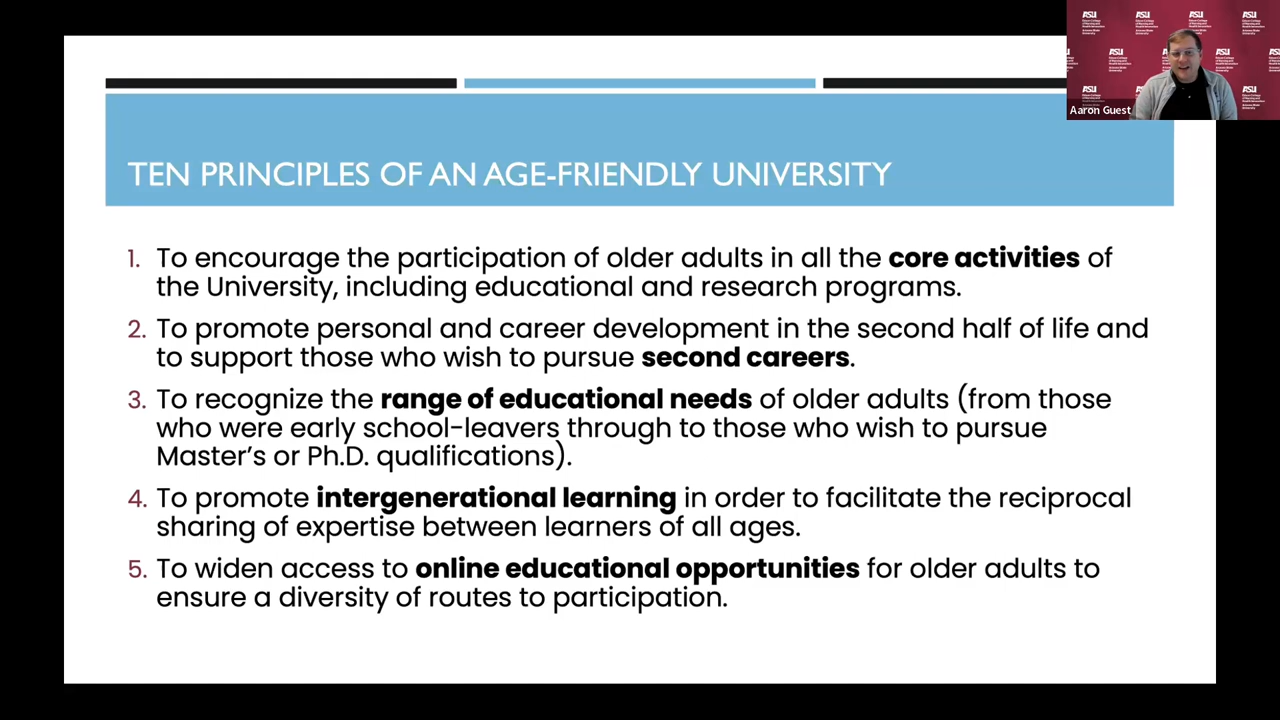 ASU
Aaron Guest
TEN PRINCIPLES OF AN AGE-FRIENDLY UNIVERSITY
1. To encourage the participation of older adults in all the core activities of
the University, including educational and research programs.
2. To promote personal and career development in the second half of life and
to support those who wish to pursue second careers.
3. To recognize the range of educational needs of older adults (from those
who were early school-leavers through to those who wish to pursue
Master's or Ph.D. qualifications).
4. To promote intergenerational learning in order to facilitate the reciprocal
sharing of expertise between learners of all ages.
5. To widen access to online educational opportunities for older adults to
ensure a diversity of routes to participation.